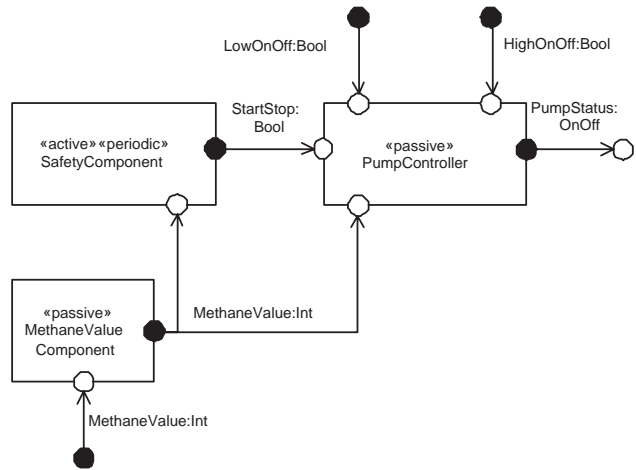 LowOnOff:Bool
HighOnOff:Bool
StartStop:
Bool
PumpStatus:
OnOff
«active» «periodic»
SafetyComponent
«passive»
PumpController
«passive»
MethaneValue
Component
MethaneValue:Int
MethaneValue:Int